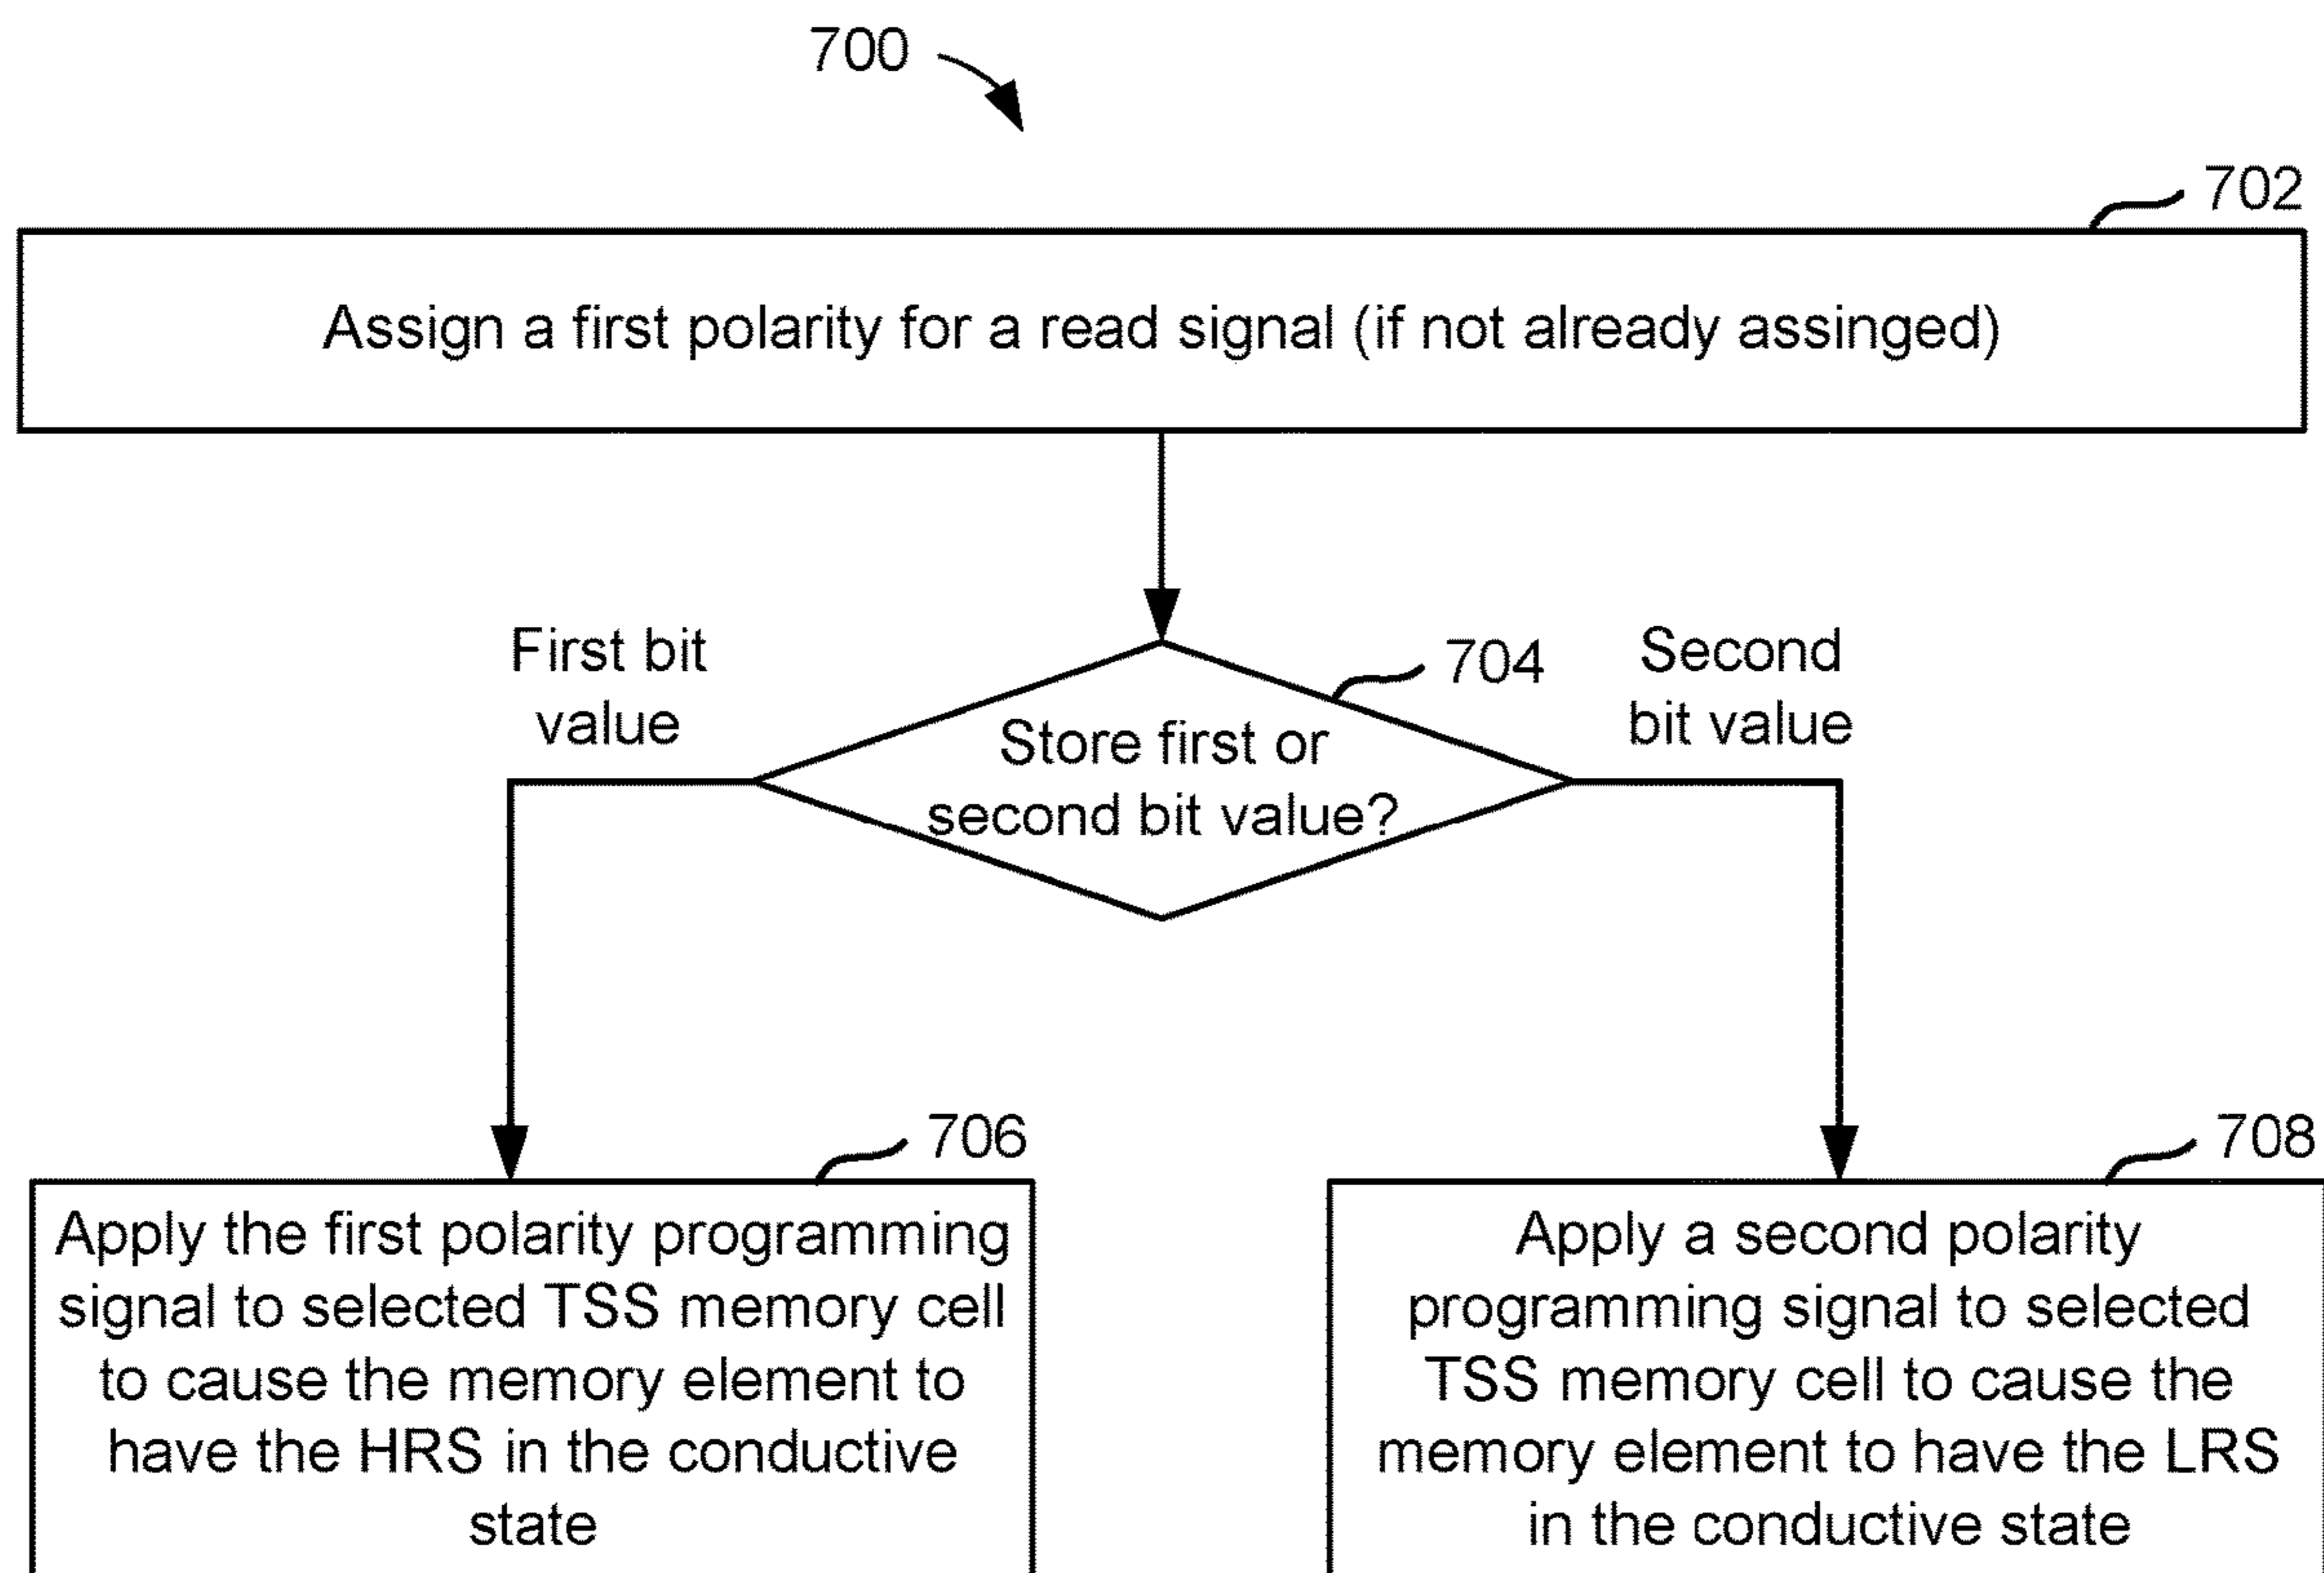 700
702
Assign a first polarity for a read signal (if not already assinged)
First bit
value
704
Second
bit value
Store first or
second bit value?
706
Apply the first polarity programming
signal to selected TSS memory cell
to cause the memory element to
have the HRS in the conductive
state
708
Apply a second polarity
programming signal to selected
TSS memory cell to cause the
memory element to have the LRS
in the conductive state